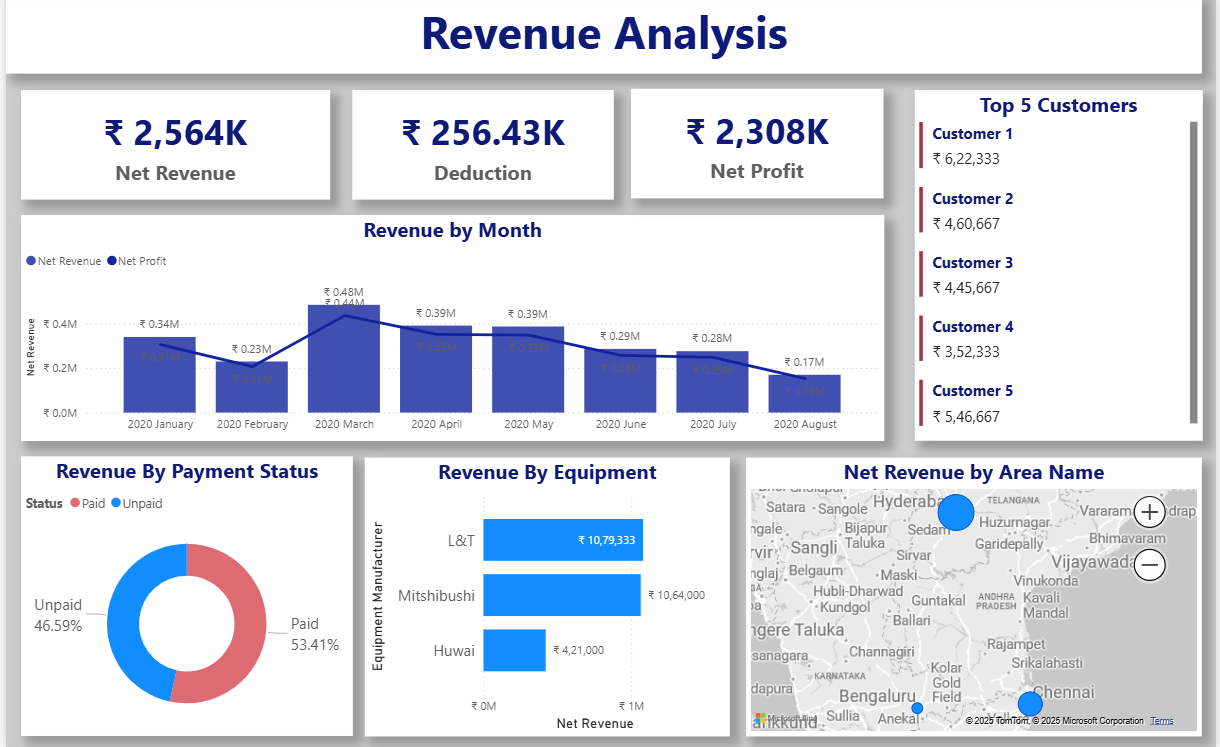 Revenue Analysis
₹ 2,564K
Net Revenue
₹ 256.43K
Deduction
₹ 2,308K
Net Profit
Top 5 Customers
Customer 1
₹ 6,22,333
Customer 2
₹ 4,60,667
Customer 3
₹ 4,45,667
Customer 4
₹ 3,52,333
Customer 5
₹ 5,46,667
Revenue by Month
Net Revenue Net Profit
Net Revenue
₹ 0.4M
₹ 0.2M
₹ 0.0M
₹ 0.34M
₹ 0.23M
₹ 0.48M
₹ 0.44M
₹ 0.39M
₹ 0.39M
₹ 0.29M
₹ 0.28M
₹ 0.17M
2020 January 2020 February 2020 March 2020 April 2020 May 2020 June 2020 July 2020 August
Revenue By Payment Status
Status Paid Unpaid
Unpaid
46.59%
Paid
53.41%
Revenue By Equipment
Equipment Manufacturer
L&T ₹ 10,79,333
Mitshibushi ₹ 10,64,000
Huwai ₹ 4,21,000
₹ 0M ₹ 1M
Net Revenue
Net Revenue by Area Name
Satara Sangole
TELANGANA
Bijapur Sedam Huzurnagar
Bhimavaram
Sangli Taluka
Garidepally
Sirvar
Vijayawada
Belgaum Maski
Vinukonda
Hubli-Dharwad
Guntakal
ANDHRA
PRADESH
Kavali
Mandal
Kundgol
Ballari
Taluka
Channagiri
Rajampet
Srikalahasti
KARNATAKA
Kolar
Gold
Field
Bengaluru
Chennai
Sullia Anekal
© 2025 TomTom, © 2025 Microsoft Corporation Terms